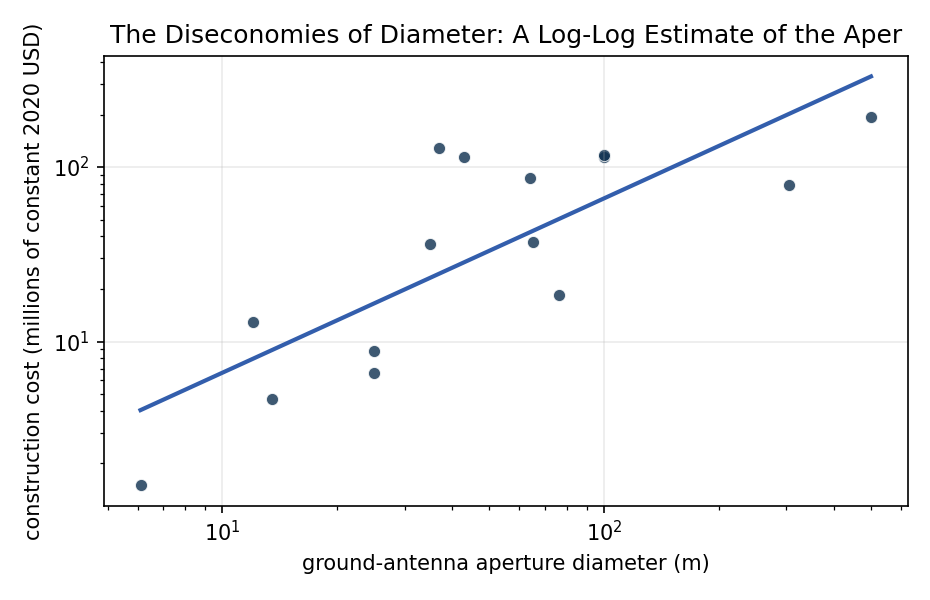 The Diseconomies of Diameter: A Log-Log Estimate of the Aper
construction cost (millions of constant 2020 USD)
10²
10¹
10¹
10²
ground-antenna aperture diameter (m)